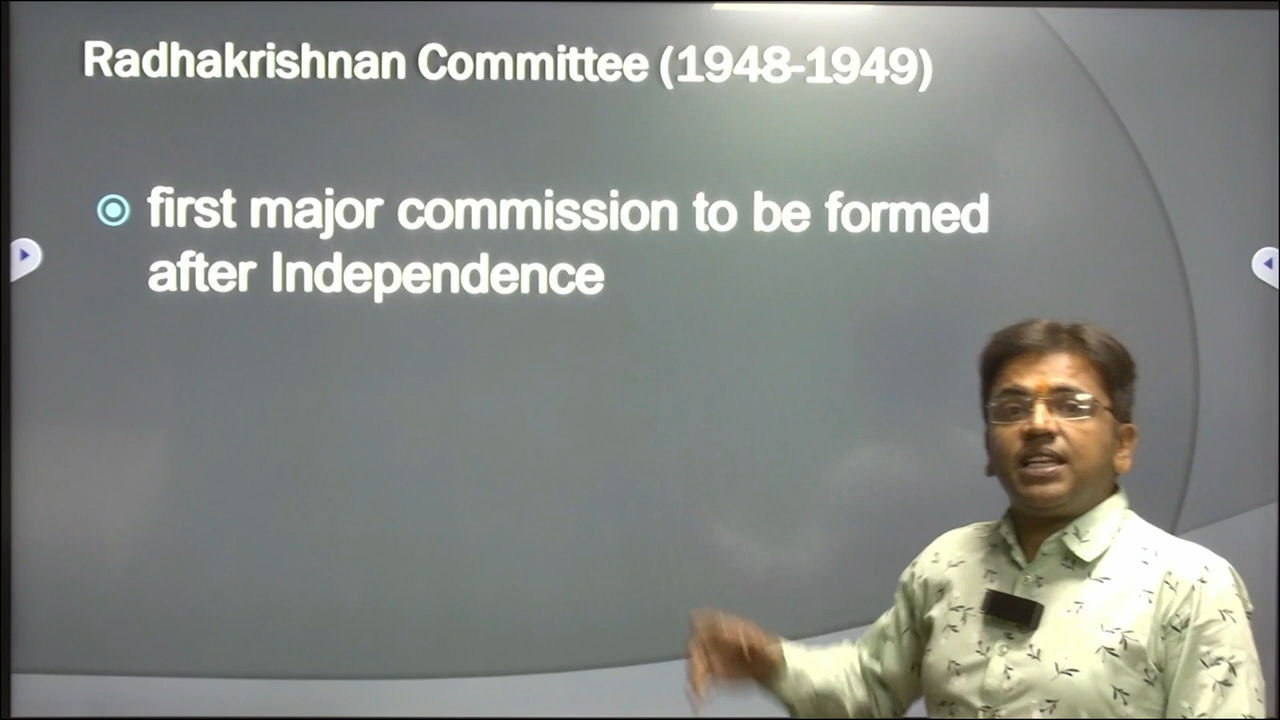 Radhakrishnan Committee (1948-1949)
first major commission to be formed
after Independence